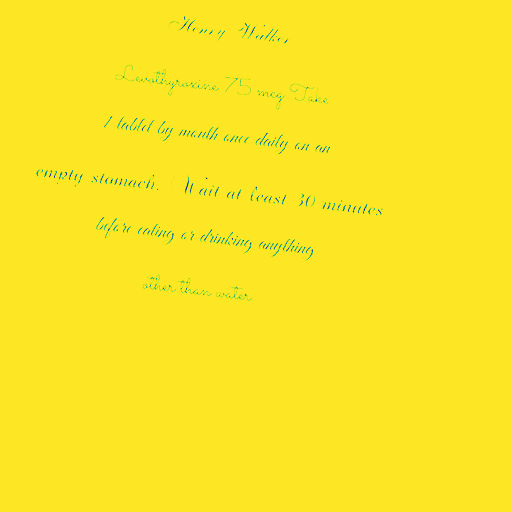 Henry Walker
Levothyroxine 75 mcg Take
1 tablet by mouth once daily on an
empty stomach. Wait at least 30 minutes
before eating or drinking anything
other than water